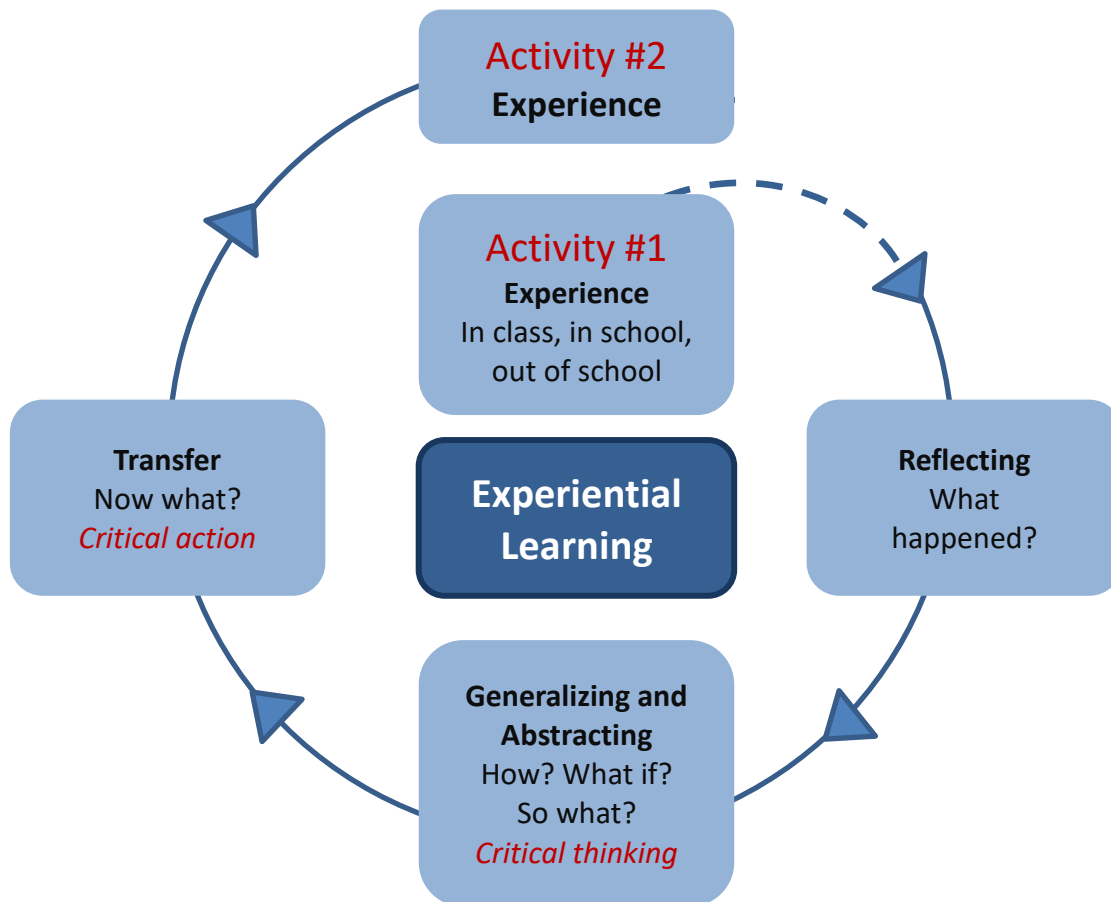 Activity #2
Experience
Activity #1
Experience
In class, in school,
out of school
Transfer
Now what?
Critical action
Experiential
Learning
Reflecting
What
happened?
Generalizing and
Abstracting
How? What if?
So what?
Critical thinking